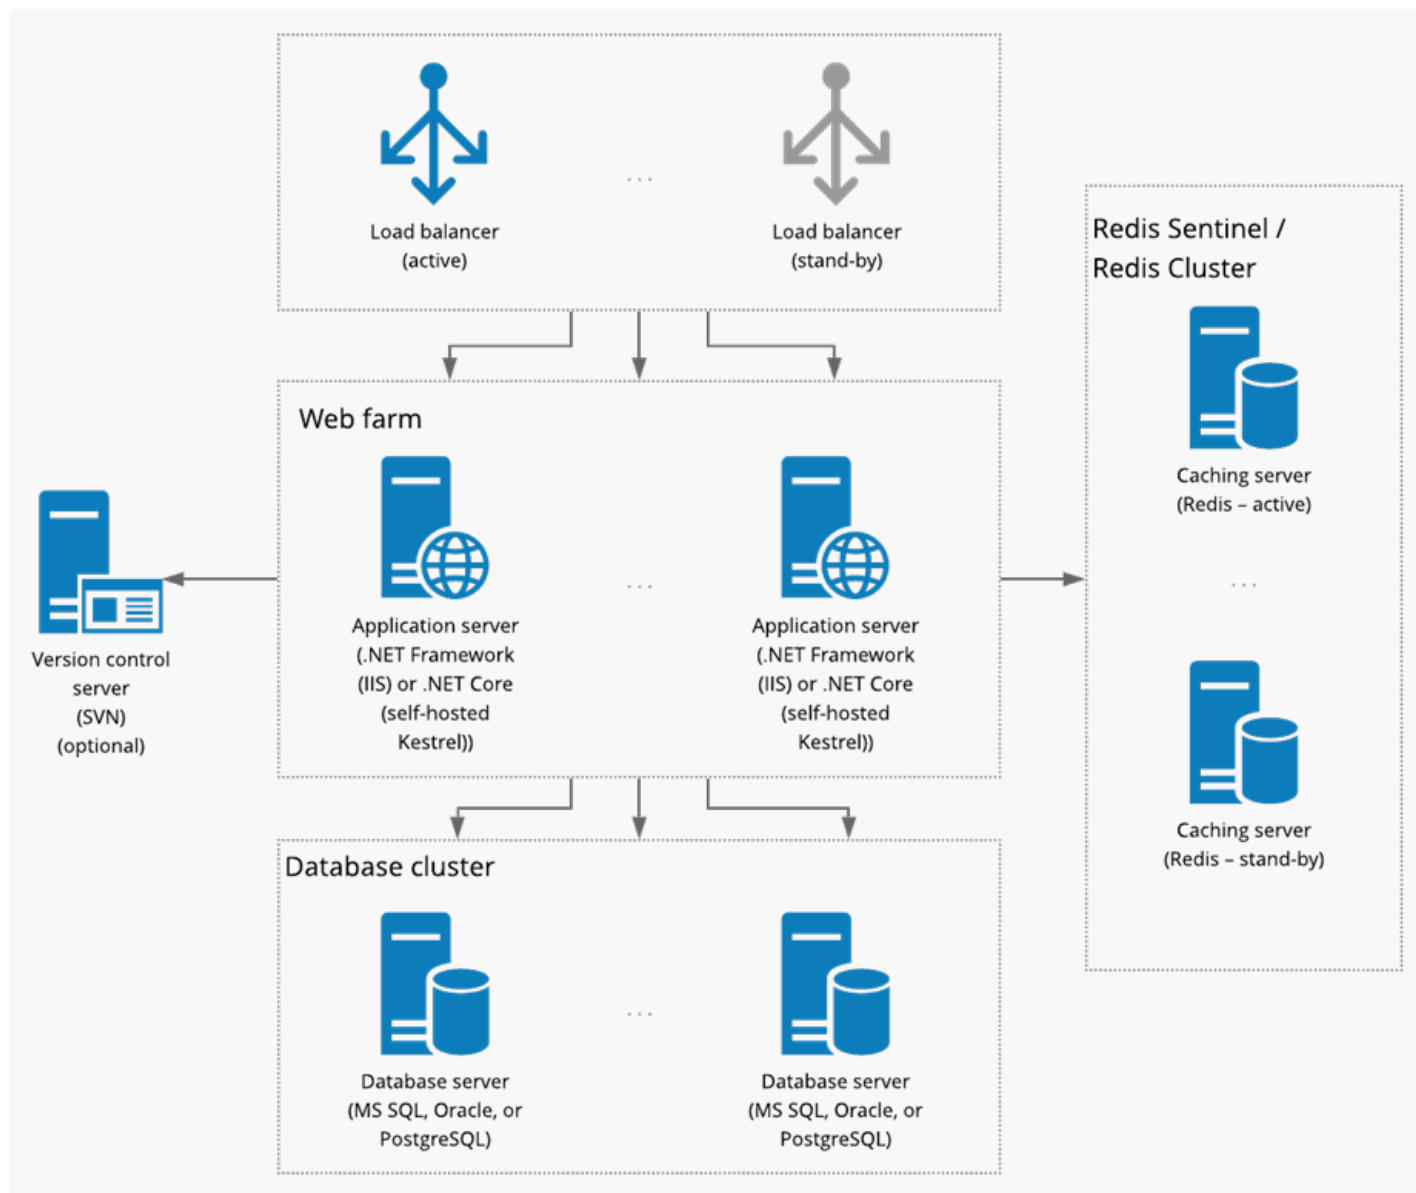 Load balancer
(active)
...
Load balancer
(stand-by)
Redis Sentinel /
Redis Cluster
Caching server
(Redis – active)
...
Caching server
(Redis – stand-by)
Web farm
Application server
(.NET Framework
(IIS) or .NET Core
(self-hosted
Kestrel))
...
Application server
(.NET Framework
(IIS) or .NET Core
(self-hosted
Kestrel))
Version control
server
(SVN)
(optional)
Database cluster
Database server
(MS SQL, Oracle, or
PostgreSQL)
...
Database server
(MS SQL, Oracle, or
PostgreSQL)